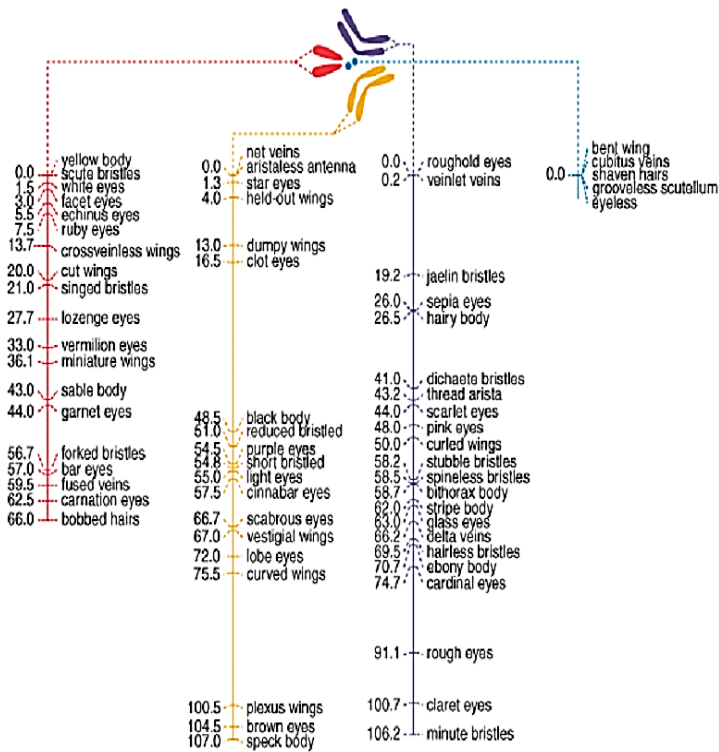 yellow body
0.0 scute bristles
1.5 white eyes
3.0 facet eyes
5.5 echinus eyes
7.5 ruby eyes
13.7 crossveinless wings
20.0 cut wings
21.0 singed bristles
27.7 lozenge eyes
33.0 vermilion eyes
36.1 miniature wings
43.0 sable body
44.0 garnet eyes
56.7 forked bristles
57.0 bar eyes
59.5 fused veins
62.5 carnation eyes
66.0 bobbed hairs
net veins
0.0 aristaless antenna
1.3 star eyes
4.0 held-out wings
13.0 dumpy wings
16.5 clot eyes
48.5 black body
51.0 reduced bristled
54.5 purple eyes
54.8 short bristled
55.0 light eyes
57.5 cinnabar eyes
66.7 scabrous eyes
67.0 vestigial wings
72.0 lobe eyes
75.5 curved wings
100.5 plexus wings
104.5 brown eyes
107.0 speck body
0.0 roughold eyes
0.2 veinlet veins
19.2 jaelin bristles
26.0 sepia eyes
26.5 hairy body
41.0 dichaete bristles
43.2 thread arista
44.0 scarlet eyes
48.0 pink eyes
50.0 curled wings
58.2 stubble bristles
58.5 spineless bristles
58.7 bithorax body
62.0 stripe body
63.0 glass eyes
66.2 delta veins
69.5 hairless bristles
70.7 ebony body
74.7 cardinal eyes
91.1 rough eyes
100.7 claret eyes
106.2 minute bristles
bent wing
cubitus veins
0.0 shaven hairs
grooveless scutellum
eyeless